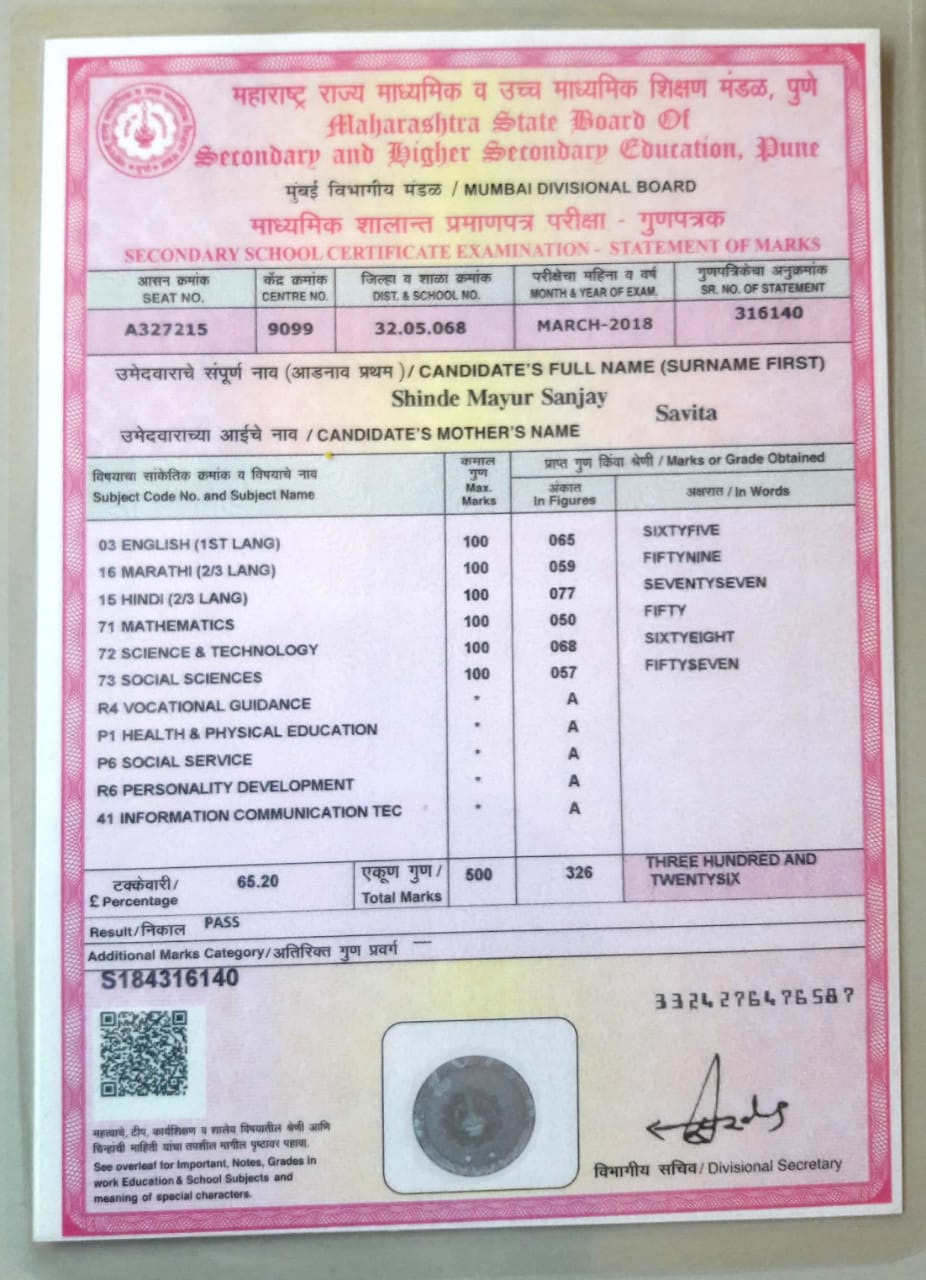 महाराष्ट्र राज्य माध्यमिक व उच्च माध्यमिक शिक्षण मंडळ, पुणे
Maharashtra State Board Of
Secondary and Higher Secondary Education, Pune
मुंबई विभागीय मंडळ / MUMBAI DIVISIONAL BOARD
माध्यमिक शालान्त प्रमाणपत्र परीक्षा - गुणपत्रक
SECONDARY SCHOOL CERTIFICATE EXAMINATION - STATEMENT OF MARKS
आसन क्रमांक केंद्र क्रमांक जिल्हा व शाळा क्रमांक परीक्षेचा महिना व वर्ष गुणपत्रिकेचा अनुक्रमांक
SEAT NO. CENTRE NO. DIST. & SCHOOL NO. MONTH & YEAR OF EXAM. SR. NO. OF STATEMENT
A327215 9099 32.05.068 MARCH-2018 316140
उमेदवाराचे संपूर्ण नाव (आडनाव प्रथम )/ CANDIDATE'S FULL NAME (SURNAME FIRST)
Shinde Mayur Sanjay
Savita
उमेदवाराच्या आईचे नाव / CANDIDATE'S MOTHER'S NAME
विषयाचा सांकेतिक क्रमांक व विषयाचे नाव
Subject Code No. and Subject Name
कमाल
गुण
Max.
Marks
प्राप्त गुण किंवा श्रेणी / Marks or Grade Obtained
अंकात
In Figures
अक्षरात / In Words
03 ENGLISH (1ST LANG) 100 065 SIXTYFIVE
16 MARATHI (2/3 LANG) 100 059 FIFTYNINE
15 HINDI (2/3 LANG) 100 077 SEVENTYSEVEN
71 MATHEMATICS 100 050 FIFTY
72 SCIENCE & TECHNOLOGY 100 068 SIXTYEIGHT
73 SOCIAL SCIENCES 100 057 FIFTYSEVEN
R4 VOCATIONAL GUIDANCE * A
P1 HEALTH & PHYSICAL EDUCATION * A
P6 SOCIAL SERVICE * A
R6 PERSONALITY DEVELOPMENT * A
41 INFORMATION COMMUNICATION TEC * A
टक्केवारी/
£ Percentage
65.20
एकूण गुण /
Total Marks
500 326
THREE HUNDRED AND
TWENTYSIX
Result/निकाल PASS
Additional Marks Category/अतिरिक्त गुण प्रवर्ग —
S184316140
3324276476587
महत्वाचे, टीप, कार्यशिक्षण व शालेय विषयातील श्रेणी आणि
चिन्हांची माहिती यांचा तपशील मागील पृष्ठावर पहावा.
See overleaf for Important, Notes, Grades in
work Education & School Subjects and
meaning of special characters.
विभागीय सचिव / Divisional Secretary